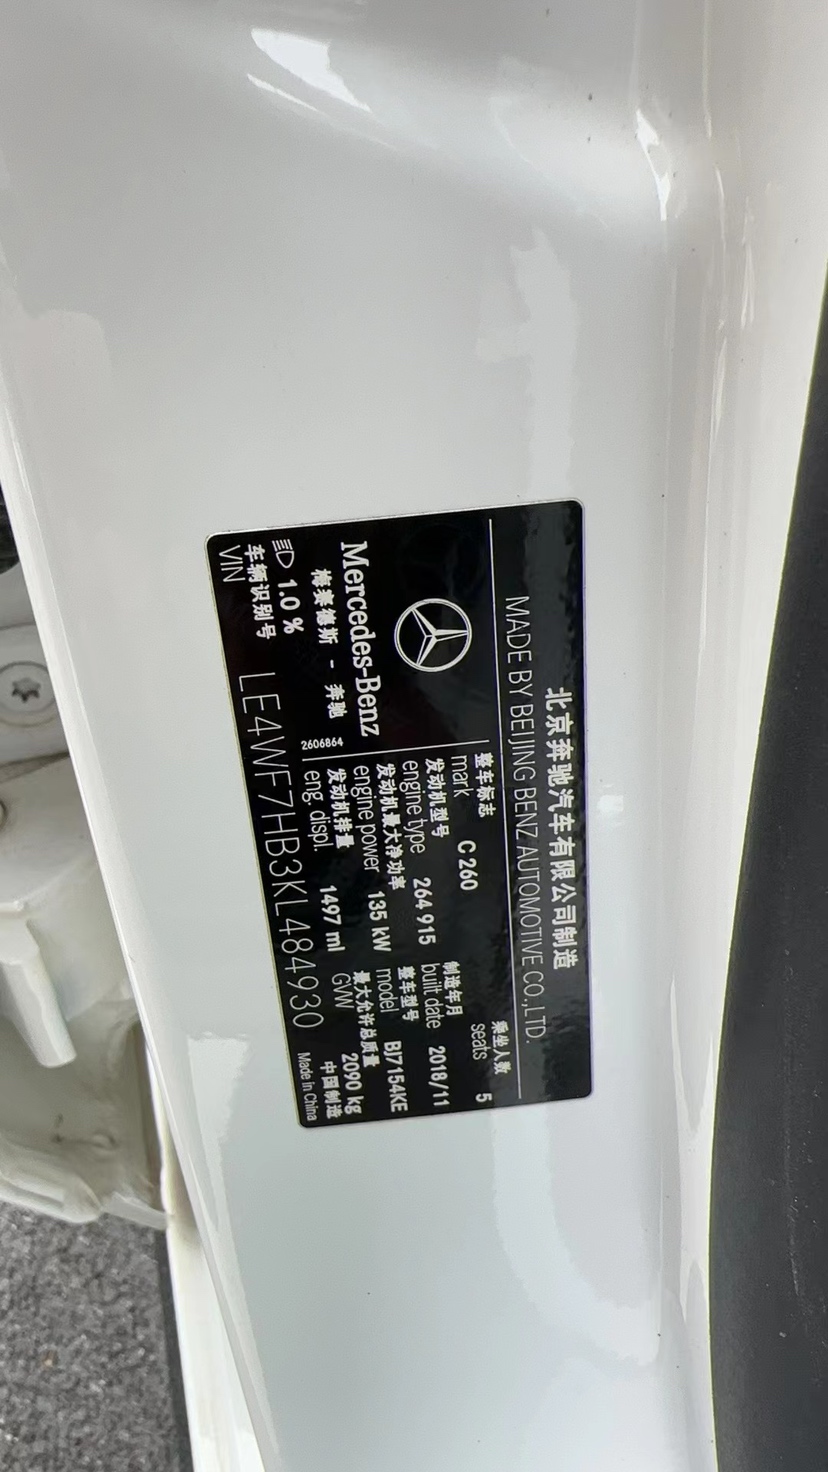 北京奔驰汽车有限公司制造
MADE BY BEIJING BENZ AUTOMOTIVE CO.,LTD.
整车标志 mark C 260
乘坐人数 seats 5
发动机型号 engine type 264 915
制造年月 built date 2018/11
发动机最大净功率 engine power 135 kW
整车型号 model BJ7154KE
发动机排量 eng. displ. 1497 ml
最大允许总质量 GVW 2090 kg
Mercedes-Benz
梅赛德斯 - 奔驰
2606864
1.0 %
中国制造
Made in China
车辆识别号
VIN LE4WF7HB3KL484930